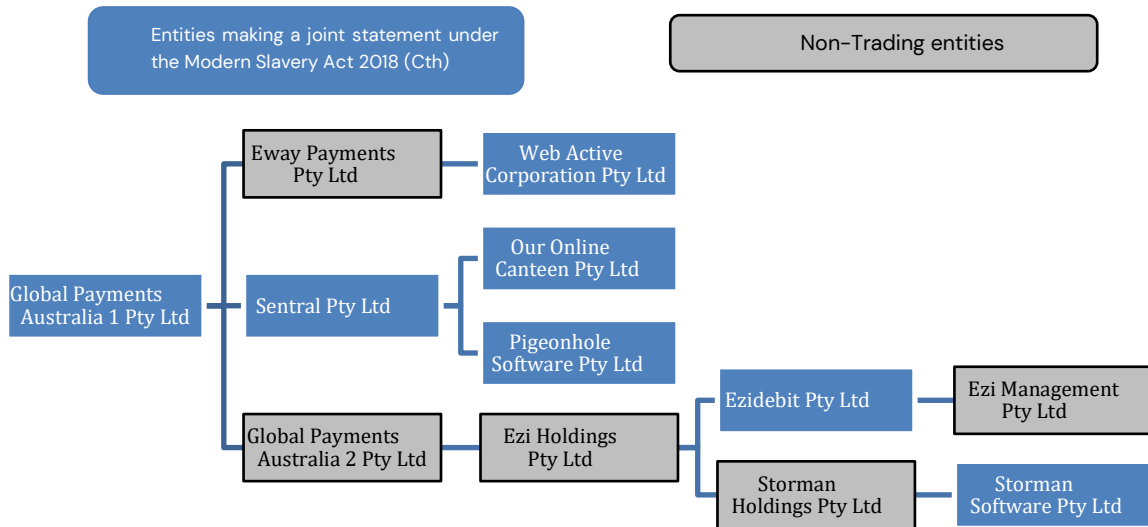 Entities making a joint statement under
the Modern Slavery Act 2018 (Cth)
Non-Trading entities
Eway Payments
Pty Ltd
Web Active
Corporation Pty Ltd
Our Online
Canteen Pty Ltd
Global Payments
Australia 1 Pty Ltd
Sentral Pty Ltd
Pigeonhole
Software Pty Ltd
Global Payments
Australia 2 Pty Ltd
Ezi Holdings
Pty Ltd
Ezidebit Pty Ltd
Ezi Management
Pty Ltd
Storman
Holdings Pty Ltd
Storman
Software Pty Ltd